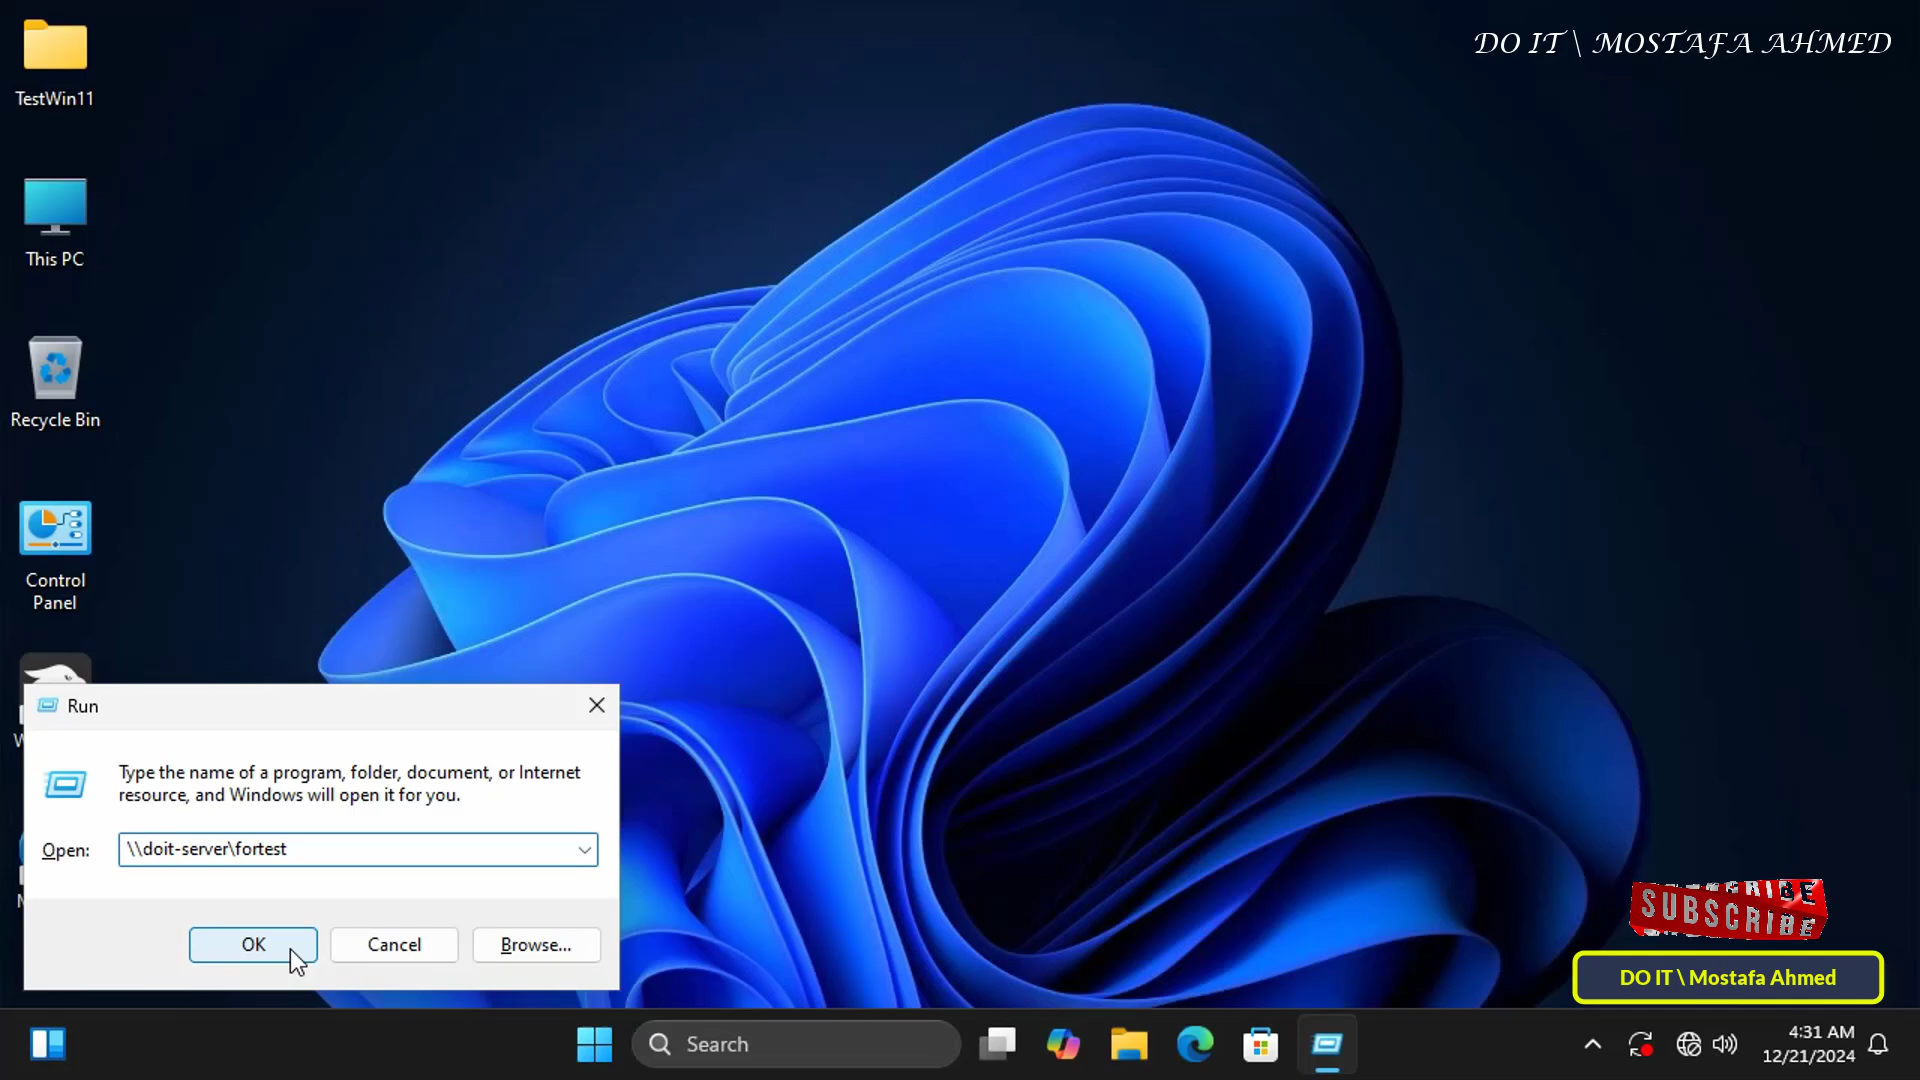 DO IT \ MOSTAFA AHMED
TestWin11
This PC
Recycle Bin
Control
Panel
Run
Type the name of a program, folder, document, or Internet
resource, and Windows will open it for you.
Open:
\\doit-server\fortest
OK
Cancel
Browse...
SUBSCRIBE
DO IT \ Mostafa Ahmed
Search
4:31 AM
12/21/2024